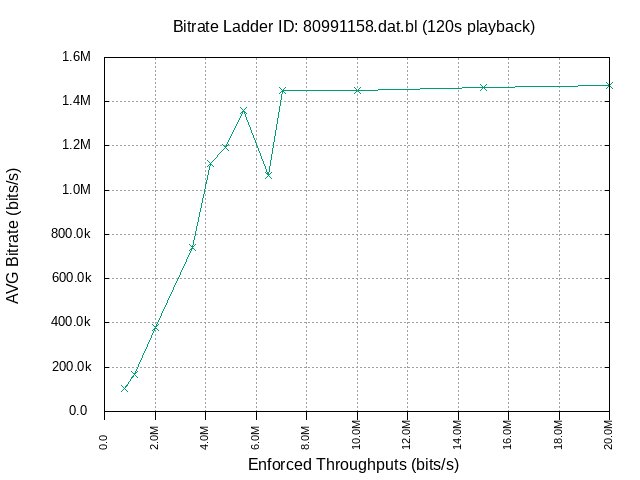 Bitrate Ladder ID: 80991158.dat.bl (120s playback)
1.6M
1.4M
1.2M
1.0M
800.0k
600.0k
400.0k
200.0k
0.0
AVG Bitrate (bits/s)
0.0 2.0M 4.0M 6.0M 8.0M 10.0M 12.0M 14.0M 16.0M 18.0M 20.0M
Enforced Throughputs (bits/s)